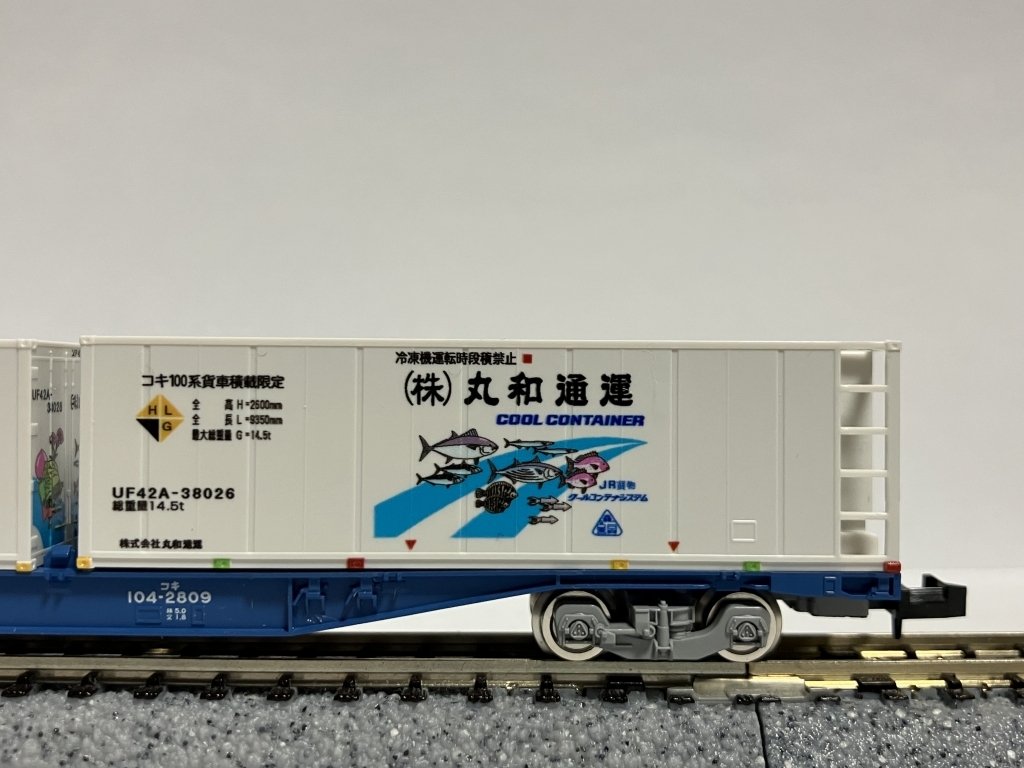 冷凍機運転時段積禁止
(株)丸和通運
COOL CONTAINER
コキ100系貨車積載限定
H L
G
全 高 H=2600mm
全 長 L=9350mm
最大総重量 G=14.5t
UF42A-38026
総重量14.5t
株式会社丸和通運
JR貨物
クールコンテナシステム
コキ
104-2809
UF42A-
38026